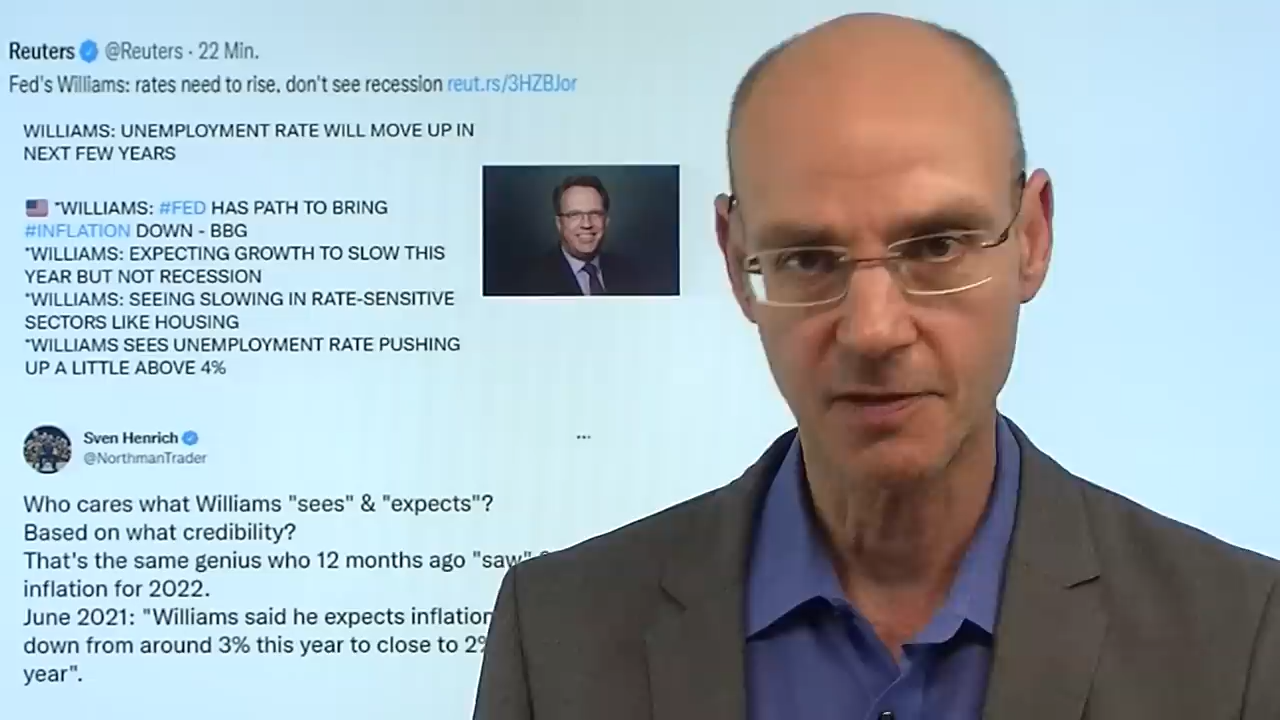 Reuters @Reuters · 22 Min.
Fed's Williams: rates need to rise, don't see recession reut.rs/3HZBJor
WILLIAMS: UNEMPLOYMENT RATE WILL MOVE UP IN
NEXT FEW YEARS
"WILLIAMS: #FED HAS PATH TO BRING
#INFLATION DOWN - BBG
"WILLIAMS: EXPECTING GROWTH TO SLOW THIS
YEAR BUT NOT RECESSION
*WILLIAMS: SEEING SLOWING IN RATE-SENSITIVE
SECTORS LIKE HOUSING
*WILLIAMS SEES UNEMPLOYMENT RATE PUSHING
UP A LITTLE ABOVE 4%
Sven Henrich
@NorthmanTrader
...
Who cares what Williams "sees" & "expects"?
Based on what credibility?
That's the same genius who 12 months ago "saw"
inflation for 2022.
June 2021: "Williams said he expects inflation
down from around 3% this year to close to
year".